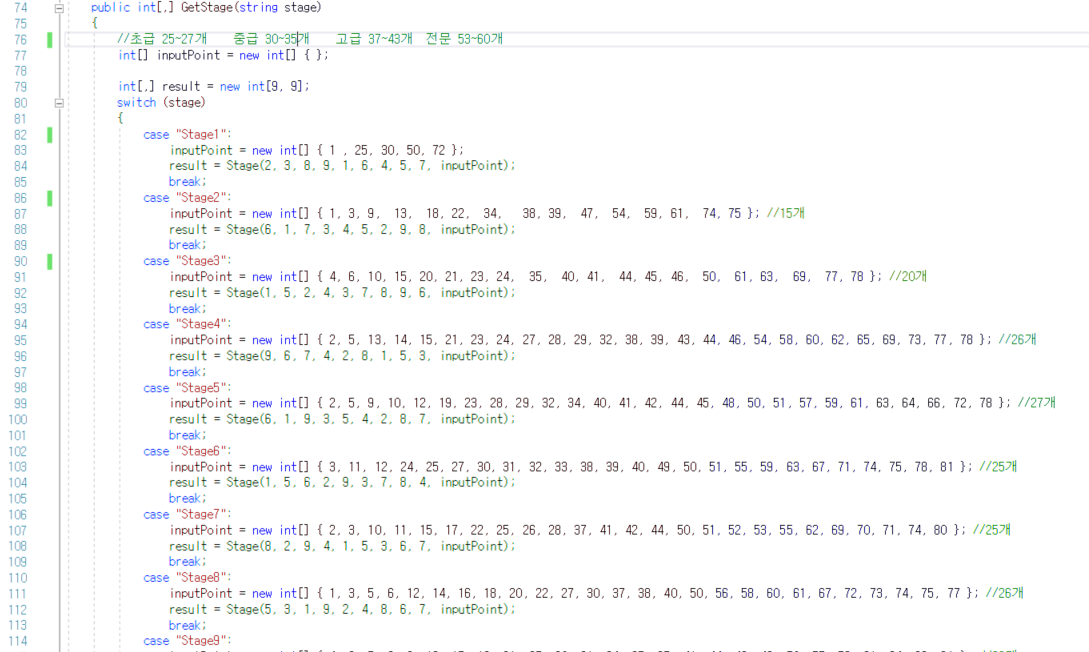 74 public int[,] GetStage(string stage)
75 {
76 //초급 25~27개 중급 30~35개 고급 37~43개 전문 53~60개
77 int[] inputPoint = new int[] { };
78
79 int[,] result = new int[9, 9];
80 switch (stage)
81 {
82 case "Stage1":
83 inputPoint = new int[] { 1 , 25, 30, 50, 72 };
84 result = Stage(2, 3, 8, 9, 1, 6, 4, 5, 7, inputPoint);
85 break;
86 case "Stage2":
87 inputPoint = new int[] { 1, 3, 9, 13, 18, 22, 34, 38, 39, 47, 54, 59, 61, 74, 75 }; //15개
88 result = Stage(6, 1, 7, 3, 4, 5, 2, 9, 8, inputPoint);
89 break;
90 case "Stage3":
91 inputPoint = new int[] { 4, 6, 10, 15, 20, 21, 23, 24, 35, 40, 41, 44, 45, 46, 50, 61, 63, 69, 77, 78 }; //20개
92 result = Stage(1, 5, 2, 4, 3, 7, 8, 9, 6, inputPoint);
93 break;
94 case "Stage4":
95 inputPoint = new int[] { 2, 5, 13, 14, 15, 21, 23, 24, 27, 28, 29, 32, 38, 39, 43, 44, 46, 54, 58, 60, 62, 65, 69, 73, 77, 78 }; //26개
96 result = Stage(9, 6, 7, 4, 2, 8, 1, 5, 3, inputPoint);
97 break;
98 case "Stage5":
99 inputPoint = new int[] { 2, 5, 9, 10, 12, 19, 23, 28, 29, 32, 34, 40, 41, 42, 44, 45, 48, 50, 51, 57, 59, 61, 63, 64, 66, 72, 78 }; //27개
100 result = Stage(6, 1, 9, 3, 5, 4, 2, 8, 7, inputPoint);
101 break;
102 case "Stage6":
103 inputPoint = new int[] { 3, 11, 12, 24, 25, 27, 30, 31, 32, 33, 38, 39, 40, 49, 50, 51, 55, 59, 63, 67, 71, 74, 75, 78, 81 }; //25개
104 result = Stage(1, 5, 6, 2, 9, 3, 7, 8, 4, inputPoint);
105 break;
106 case "Stage7":
107 inputPoint = new int[] { 2, 3, 10, 11, 15, 17, 22, 25, 26, 28, 37, 41, 42, 44, 50, 51, 52, 53, 55, 62, 69, 70, 71, 74, 80 }; //25개
108 result = Stage(8, 2, 9, 4, 1, 5, 3, 6, 7, inputPoint);
109 break;
110 case "Stage8":
111 inputPoint = new int[] { 1, 3, 5, 6, 12, 14, 16, 18, 20, 22, 27, 30, 37, 38, 40, 50, 56, 58, 60, 61, 67, 72, 73, 74, 75, 77 }; //26개
112 result = Stage(5, 3, 1, 9, 2, 4, 8, 6, 7, inputPoint);
113 break;
114 case "Stage9":